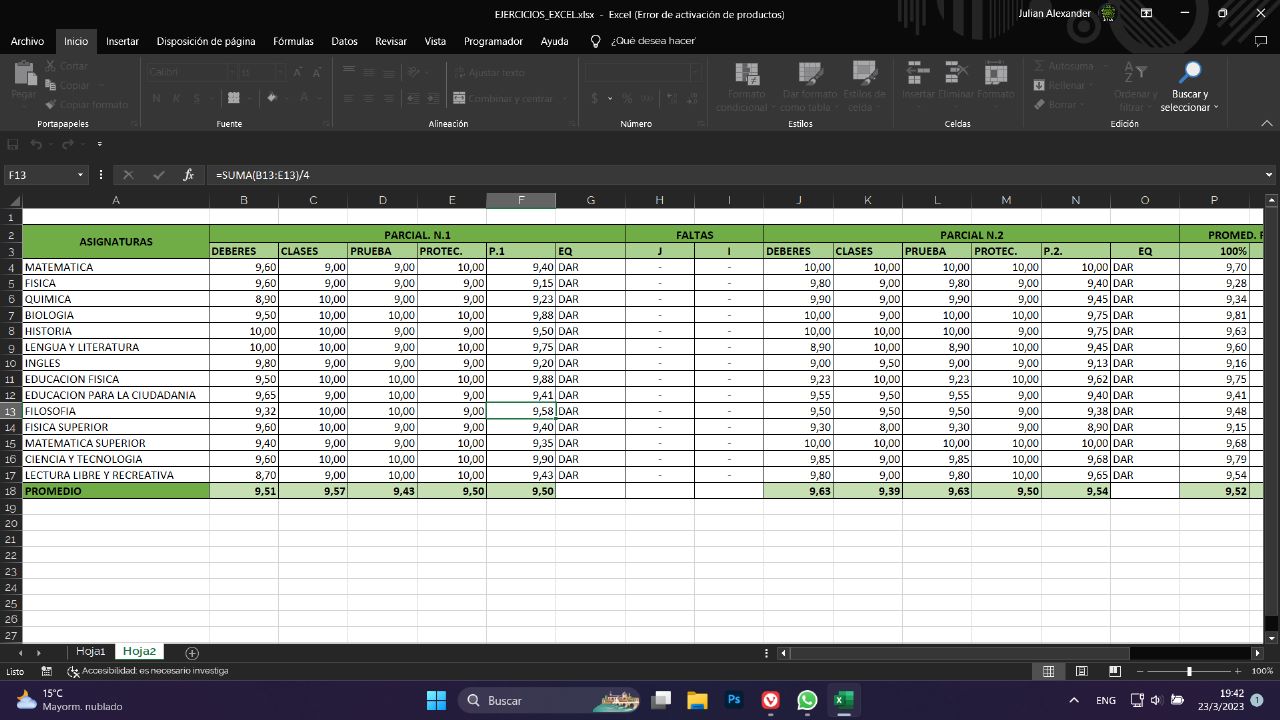 EJERCICIOS_EXCEL.xlsx - Excel (Error de activación de productos)
Julian Alexander
Archivo Inicio Insertar Disposición de página Fórmulas Datos Revisar Vista Programador Ayuda ¿Qué desea hacer?
Pegar
Cortar
Copiar
Copiar formato
Portapapeles
Calibri 11
N K S
Fuente
Ajustar texto
Combinar y centrar
Alineación
$ % 000
Número
Formato condicional
Dar formato como tabla
Estilos de celda
Estilos
Insertar Eliminar Formato
Celdas
Autosuma
Rellenar
Borrar
Ordenar y filtrar
Buscar y seleccionar
Edición
F13 fx =SUMA(B13:E13)/4
A B C D E F G H I J K L M N O P
1
2 ASIGNATURAS PARCIAL. N.1 FALTAS PARCIAL N.2 PROMED.
3 DEBERES CLASES PRUEBA PROTEC. P.1 EQ J I DEBERES CLASES PRUEBA PROTEC. P.2. EQ 100%
4 MATEMATICA 9,60 9,00 9,00 10,00 9,40 DAR - - 10,00 10,00 10,00 10,00 10,00 DAR 9,70
5 FISICA 9,60 9,00 9,00 9,00 9,15 DAR - - 9,80 9,00 9,80 9,00 9,40 DAR 9,28
6 QUIMICA 8,90 10,00 9,00 9,00 9,23 DAR - - 9,90 9,00 9,90 9,00 9,45 DAR 9,34
7 BIOLOGIA 9,50 10,00 10,00 10,00 9,88 DAR - - 10,00 9,00 10,00 10,00 9,75 DAR 9,81
8 HISTORIA 10,00 10,00 9,00 9,00 9,50 DAR - - 10,00 10,00 10,00 9,00 9,75 DAR 9,63
9 LENGUA Y LITERATURA 10,00 10,00 9,00 10,00 9,75 DAR - - 8,90 10,00 8,90 10,00 9,45 DAR 9,60
10 INGLES 9,80 9,00 9,00 9,00 9,20 DAR - - 9,00 9,50 9,00 9,00 9,13 DAR 9,16
11 EDUCACION FISICA 9,50 10,00 10,00 10,00 9,88 DAR - - 9,23 10,00 9,23 10,00 9,62 DAR 9,75
12 EDUCACION PARA LA CIUDADANIA 9,65 9,00 10,00 9,00 9,41 DAR - - 9,55 9,50 9,55 9,00 9,40 DAR 9,41
13 FILOSOFIA 9,32 10,00 10,00 9,00 9,58 DAR - - 9,50 9,50 9,50 9,00 9,38 DAR 9,48
14 FISICA SUPERIOR 9,60 10,00 9,00 9,00 9,40 DAR - - 9,30 8,00 9,30 9,00 8,90 DAR 9,15
15 MATEMATICA SUPERIOR 9,40 9,00 9,00 10,00 9,35 DAR - - 10,00 10,00 10,00 10,00 10,00 DAR 9,68
16 CIENCIA Y TECNOLOGIA 9,60 10,00 10,00 10,00 9,90 DAR - - 9,85 9,00 9,85 10,00 9,68 DAR 9,79
17 LECTURA LIBRE Y RECREATIVA 8,70 9,00 10,00 10,00 9,43 DAR - - 9,80 9,00 9,80 10,00 9,65 DAR 9,54
18 PROMEDIO 9,51 9,57 9,43 9,50 9,50 9,63 9,39 9,63 9,50 9,54 9,52
19
20
21
22
23
24
25
26
27
Hoja1 Hoja2
Listo Accesibilidad: es necesario investiga 100%
15°C
Mayorm. nublado
Buscar
Ps
ENG
19:42
23/3/2023
1